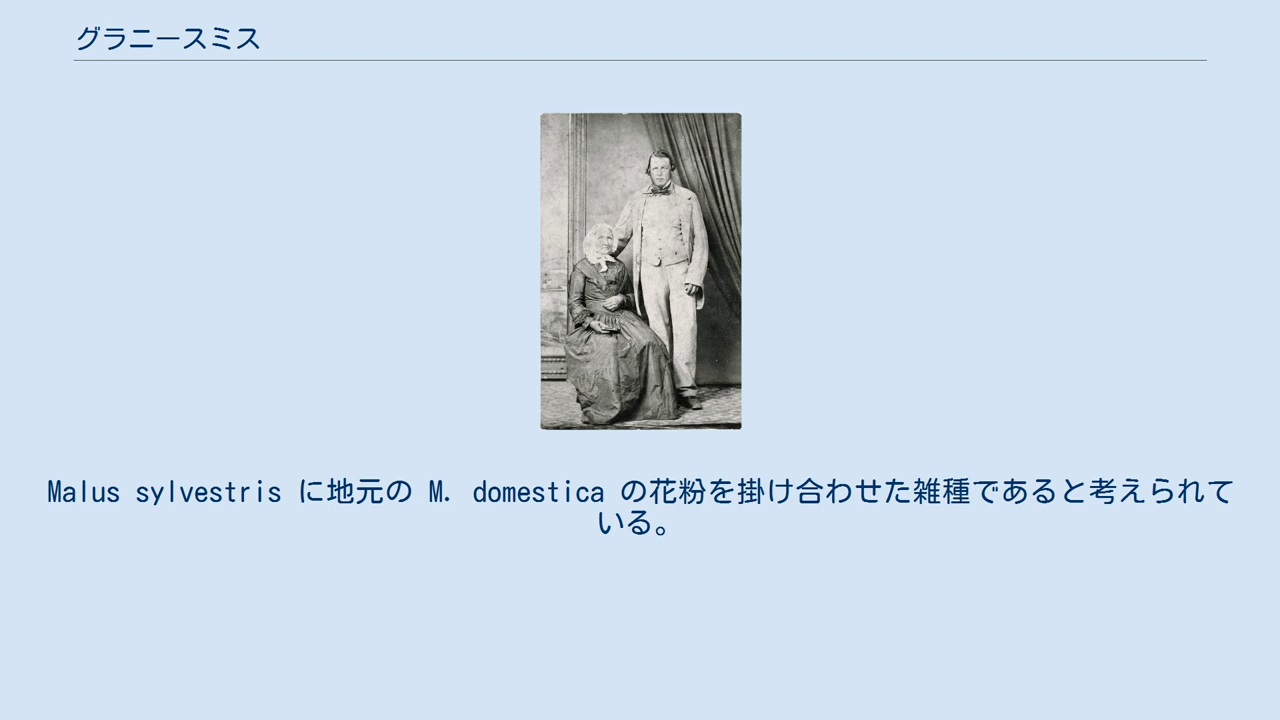 グラニースミス
Malus sylvestris に地元の M. domestica の花粉を掛け合わせた雑種であると考えられて
いる。